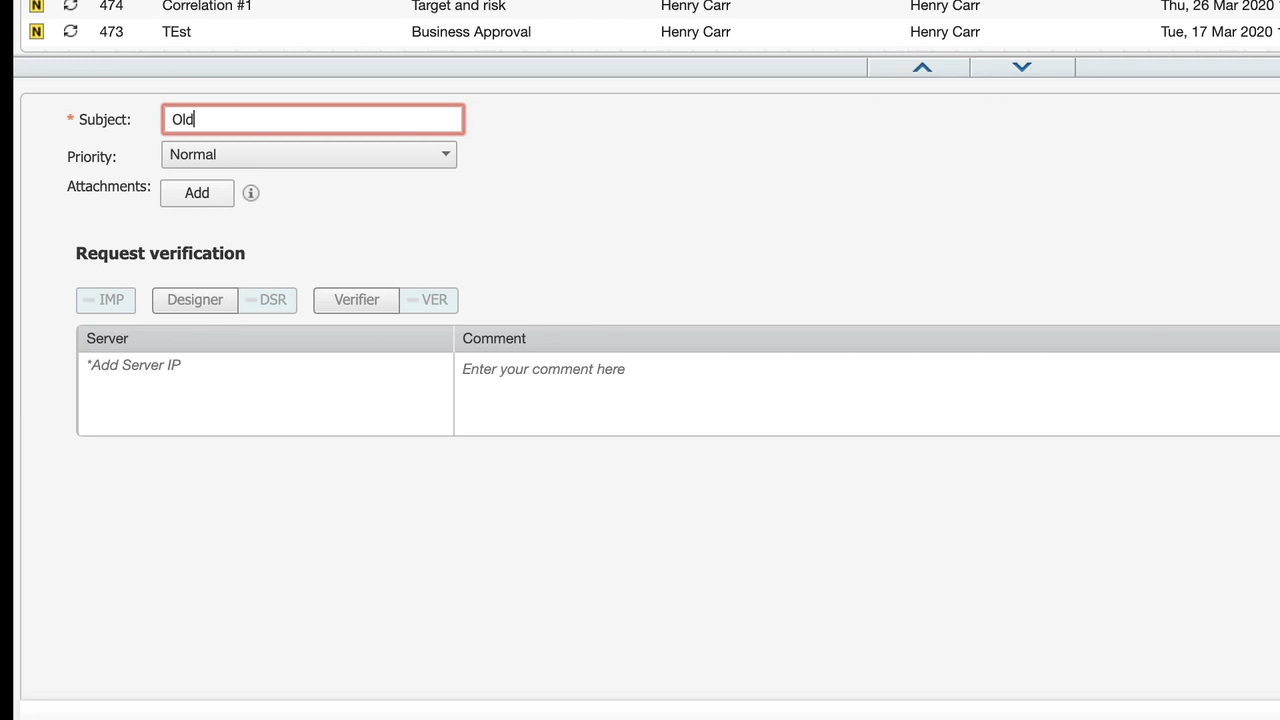 N 474 Correlation #1 Target and risk Henry Carr Henry Carr Thu, 26 Mar 2020
N 473 TEst Business Approval Henry Carr Henry Carr Tue, 17 Mar 2020
* Subject: Old
Priority: Normal
Attachments: Add
Request verification
IMP Designer DSR Verifier VER
Server Comment
*Add Server IP Enter your comment here